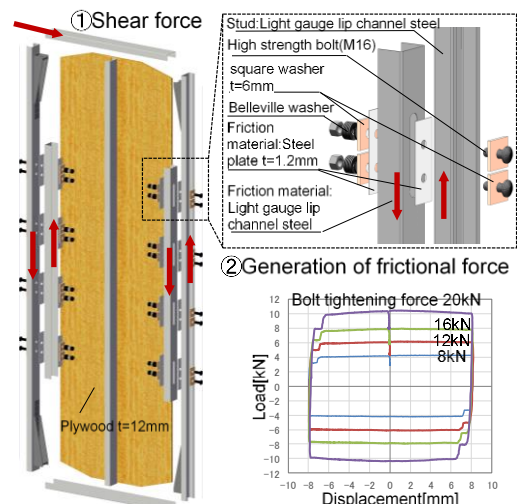 ①Shear force
Stud:Light gauge lip channel steel
High strength bolt(M16)
square washer
t=6mm
Belleville washer
Friction
material:Steel
plate t=1.2mm
Friction material:
Light gauge lip
channel steel
Plywood t=12mm
②Generation of frictional force
Bolt tightening force 20kN
16kN
12kN
8kN
Load[kN]
12
10
8
6
4
2
0
−2
−4
−6
−8
−10
−12
−10 −8 −6 −4 −2 0 2 4 6 8 10
Displacement[mm]